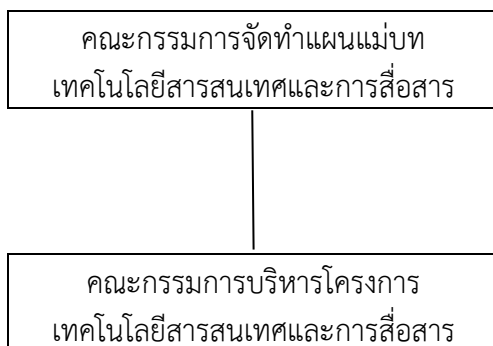 คณะกรรมการจัดทำแผนแม่บท
เทคโนโลยีสารสนเทศและการสื่อสาร
คณะกรรมการบริหารโครงการ
เทคโนโลยีสารสนเทศและการสื่อสาร